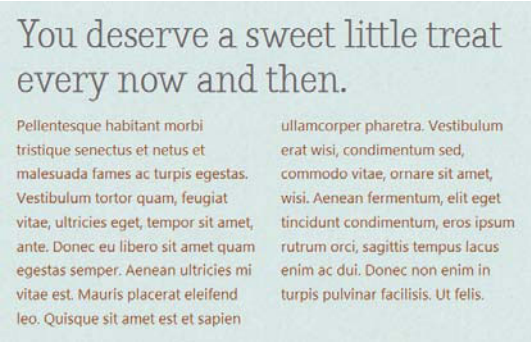 You deserve a sweet little treat
every now and then.
Pellentesque habitant morbi
tristique senectus et netus et
malesuada fames ac turpis egestas.
Vestibulum tortor quam, feugiat
vitae, ultricies eget, tempor sit amet,
ante. Donec eu libero sit amet quam
egestas semper. Aenean ultricies mi
vitae est. Mauris placerat eleifend
leo. Quisque sit amet est et sapien
ullamcorper pharetra. Vestibulum
erat wisi, condimentum sed,
commodo vitae, ornare sit amet,
wisi. Aenean fermentum, elit eget
tincidunt condimentum, eros ipsum
rutrum orci, sagittis tempus lacus
enim ac dui. Donec non enim in
turpis pulvinar facilisis. Ut felis.